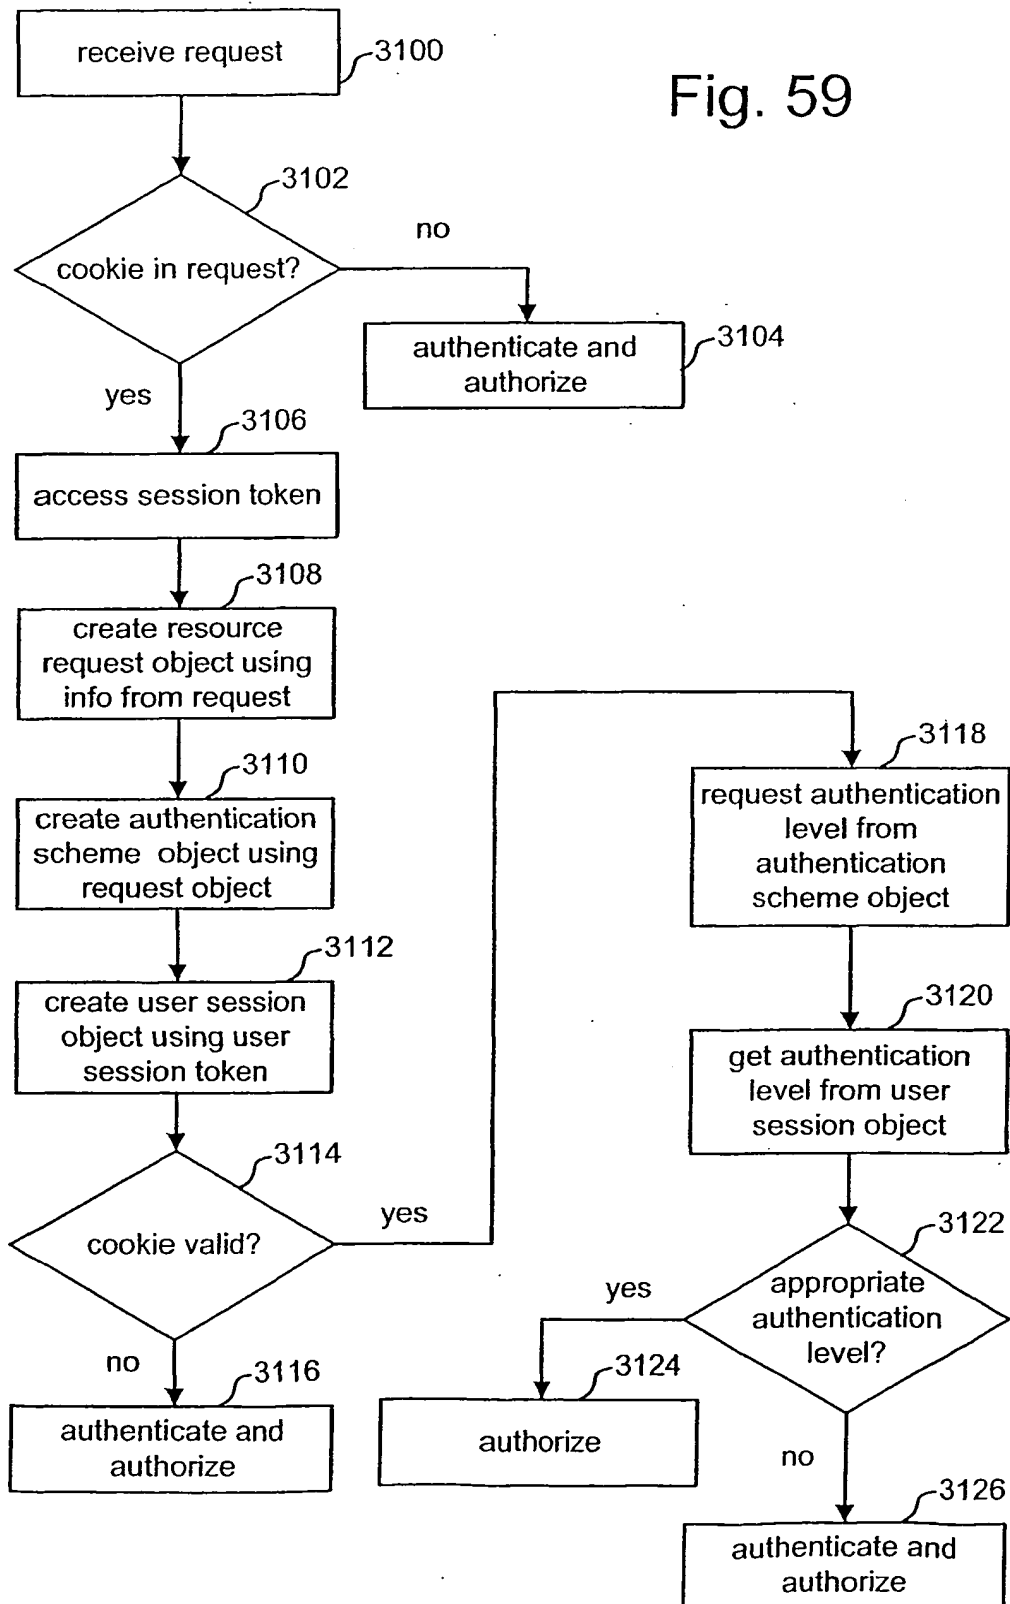 receive request
3100
Fig. 59
3102
cookie in request?
no
authenticate and
authorize
3104
yes
3106
access session token
3108
create resource
request object using
info from request
3110
create authentication
scheme object using
request object
3112
create user session
object using user
session token
3114
cookie valid?
yes
no
3116
authenticate and
authorize
3118
request authentication
level from
authentication
scheme object
3120
get authentication
level from user
session object
3122
appropriate
authentication
level?
yes
3124
authorize
no
3126
authenticate and
authorize